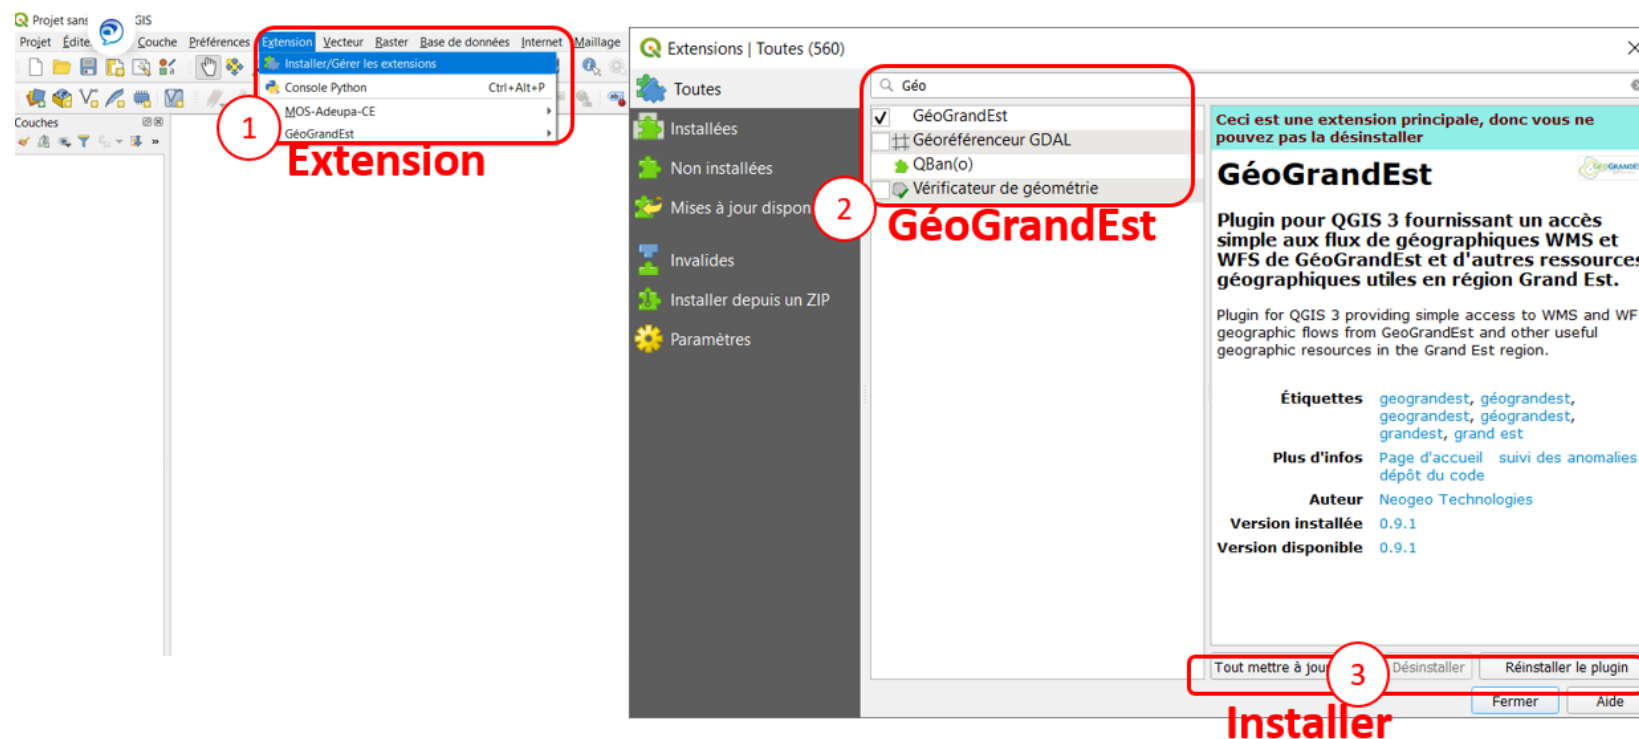 Projet sans GIS
Projet Édite Couche Préférences Extension Vecteur Raster Base de données Internet Maillage
Installer/Gérer les extensions
Console Python Ctrl+Alt+P
MOS-Adeupa-CE
GéoGrandEst
Couches
1
Extension
Extensions | Toutes (560)
Toutes
Installées
Non installées
Mises à jour dispon
Invalides
Installer depuis un ZIP
Paramètres
Géo
GéoGrandEst
Géoréférenceur GDAL
QBan(o)
Vérificateur de géométrie
2
GéoGrandEst
Ceci est une extension principale, donc vous ne
pouvez pas la désinstaller
GéoGrandEst
Plugin pour QGIS 3 fournissant un accès
simple aux flux de géographiques WMS et
WFS de GéoGrandEst et d'autres ressources
géographiques utiles en région Grand Est.
Plugin for QGIS 3 providing simple access to WMS and WF
geographic flows from GeoGrandEst and other useful
geographic resources in the Grand Est region.
Étiquettes geograndest, géograndest,
geograndest, géograndest,
grandest, grand est
Plus d'infos Page d'accueil suivi des anomalies
dépôt du code
Auteur Neogeo Technologies
Version installée 0.9.1
Version disponible 0.9.1
Tout mettre à jour Désinstaller Réinstaller le plugin
3
Fermer Aide
Installer